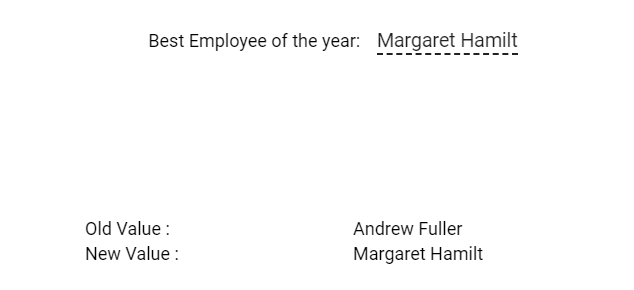 Best Employee of the year: Margaret Hamilt
Old Value : Andrew Fuller
New Value : Margaret Hamilt